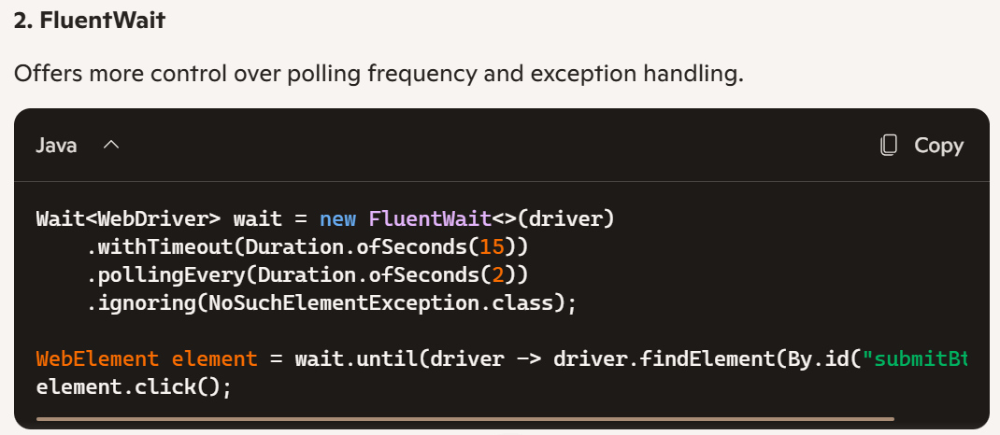 2. FluentWait
Offers more control over polling frequency and exception handling.
Java
Copy
Wait<WebDriver> wait = new FluentWait<>(driver)
    .withTimeout(Duration.ofSeconds(15))
    .pollingEvery(Duration.ofSeconds(2))
    .ignoring(NoSuchElementException.class);
WebElement element = wait.until(driver -> driver.findElement(By.id("submitBt
element.click();